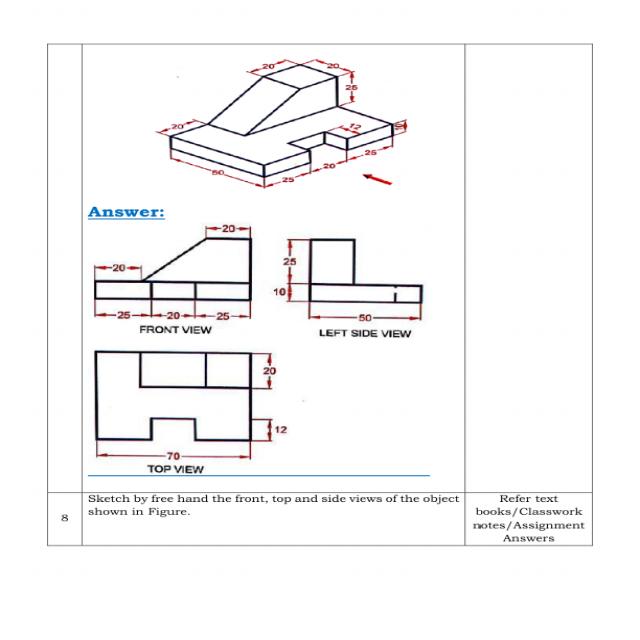 20 20
25
20
12
10
50
25
20
25
Answer:
20
20
25
10
25 20 25
50
FRONT VIEW
LEFT SIDE VIEW
20
12
70
TOP VIEW
8
Sketch by free hand the front, top and side views of the object
shown in Figure.
Refer text
books/Classwork
notes/Assignment
Answers